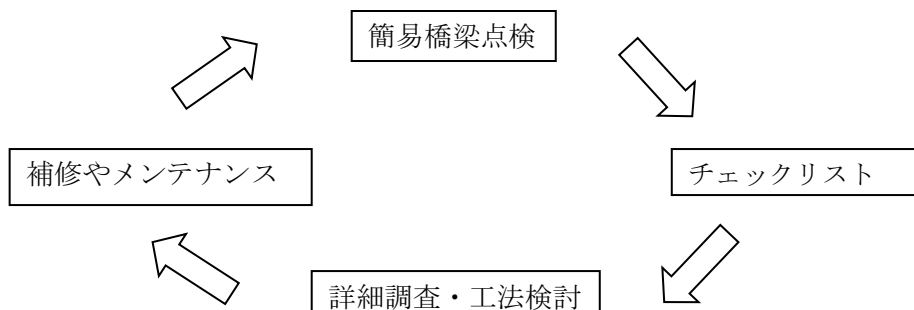 簡易橋梁点検
補修やメンテナンス
チェックリスト
詳細調査・工法検討